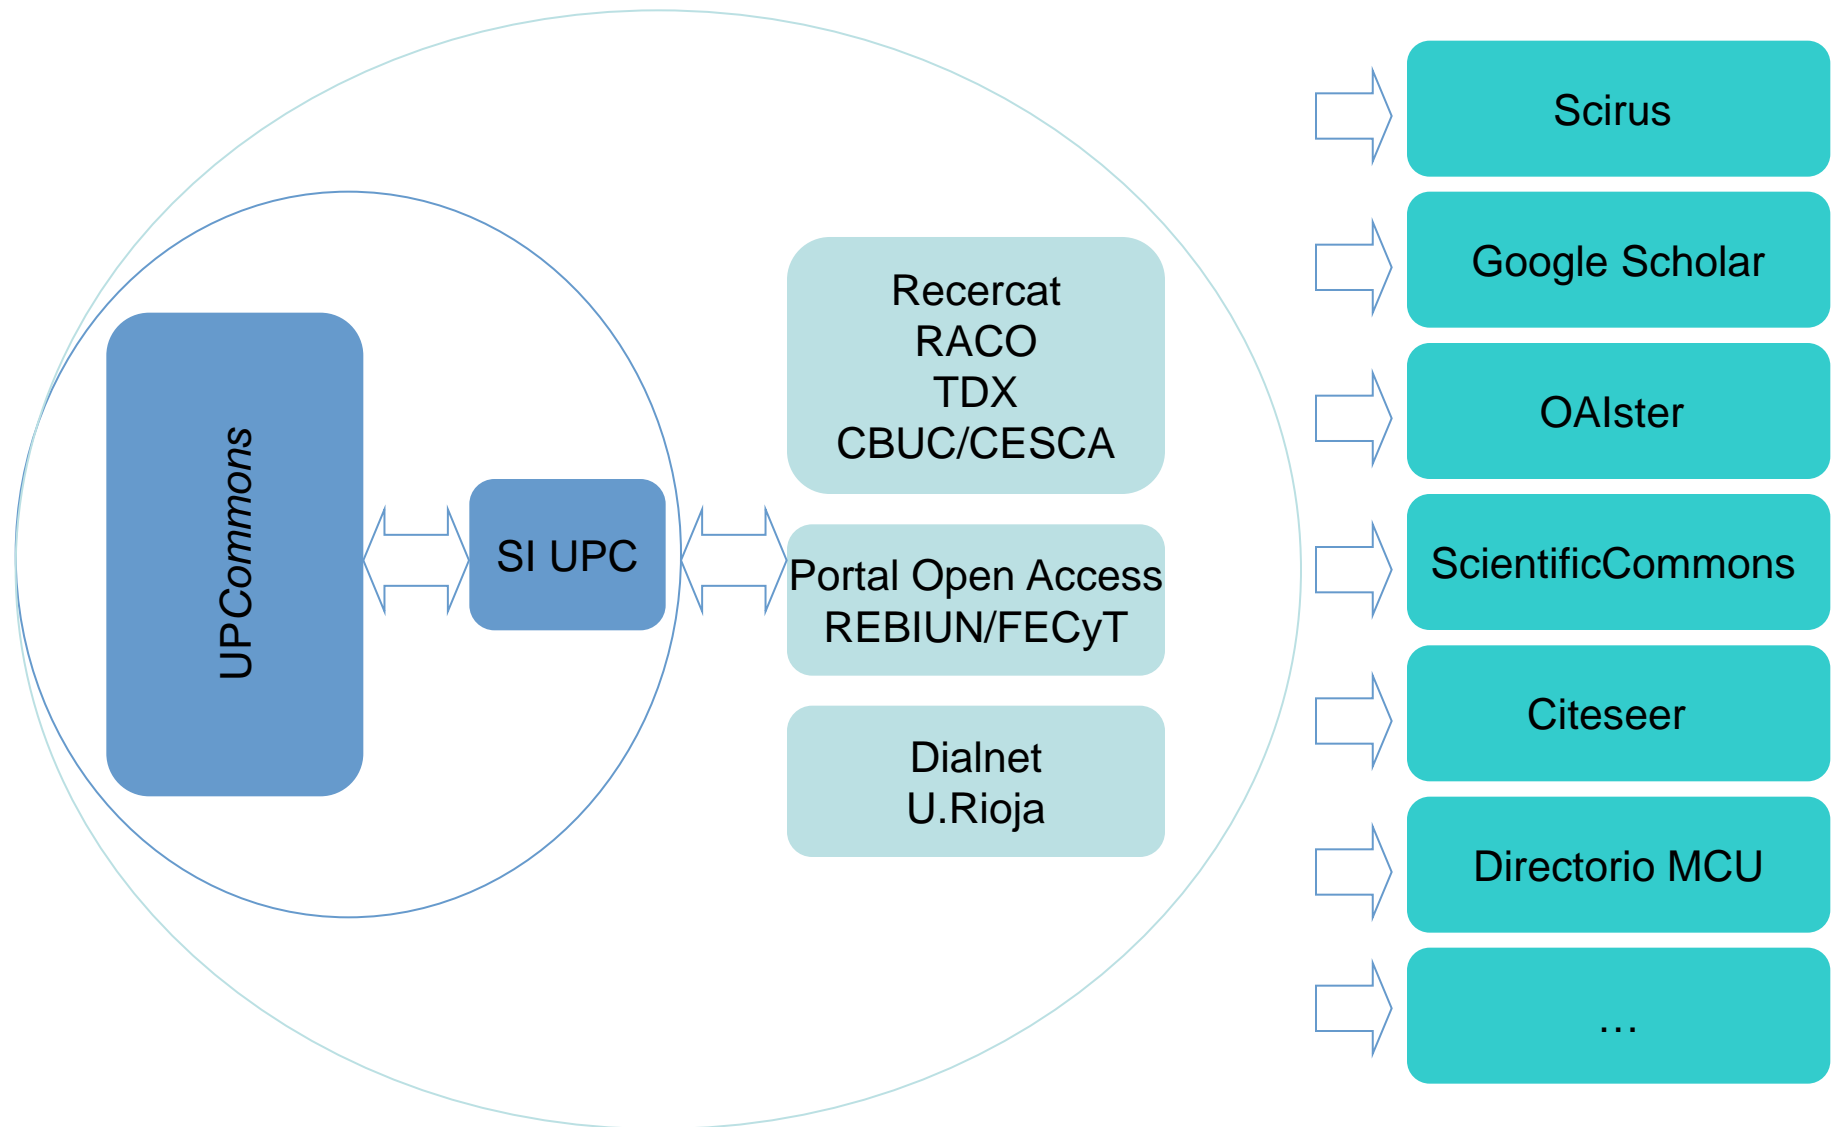 UPCommons
SI UPC
Recercat
RACO
TDX
CBUC/CESCA
Portal Open Access
REBIUN/FECyT
Dialnet
U.Rioja
Scirus
Google Scholar
OAIster
ScientificCommons
Citeseer
Directorio MCU
…